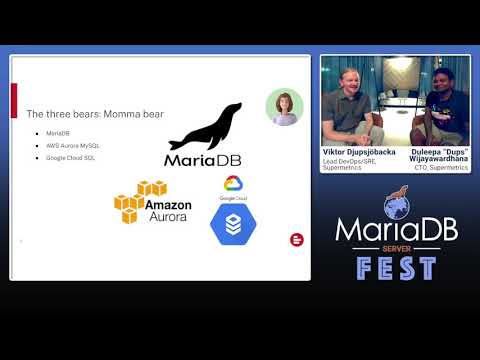 The three bears: Momma bear
MariaDB
AWS Aurora MySQL
Google Cloud SQL
MariaDB
Amazon
Aurora
Google Cloud
Viktor Djupsjöbacka
Lead DevOps/SRE,
Supermetrics
Duleepa "Dups"
Wijayawardhana
CTO, Supermetrics
MariaDB
SERVER
FEST